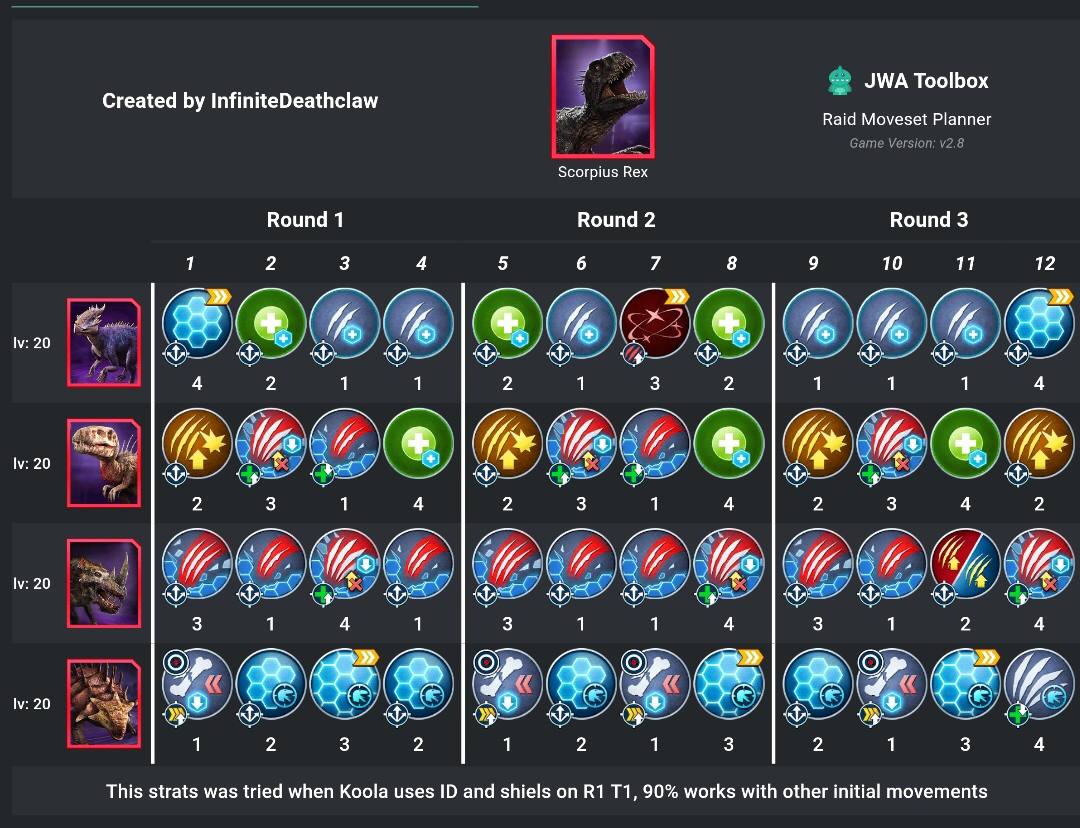 Created by InfiniteDeathclaw
Scorpius Rex
JWA Toolbox
Raid Moveset Planner
Game Version: v2.8
Round 1 Round 2 Round 3
1 2 3 4 5 6 7 8 9 10 11 12
lv: 20
4 2 1 1 2 1 3 2 1 1 1 4
lv: 20
2 3 1 4 2 3 1 4 2 3 4 2
lv: 20
3 1 4 1 3 1 1 4 3 1 2 4
lv: 20
1 2 3 2 1 2 1 3 2 1 3 4
This strats was tried when Koola uses ID and shiels on R1 T1, 90% works with other initial movements